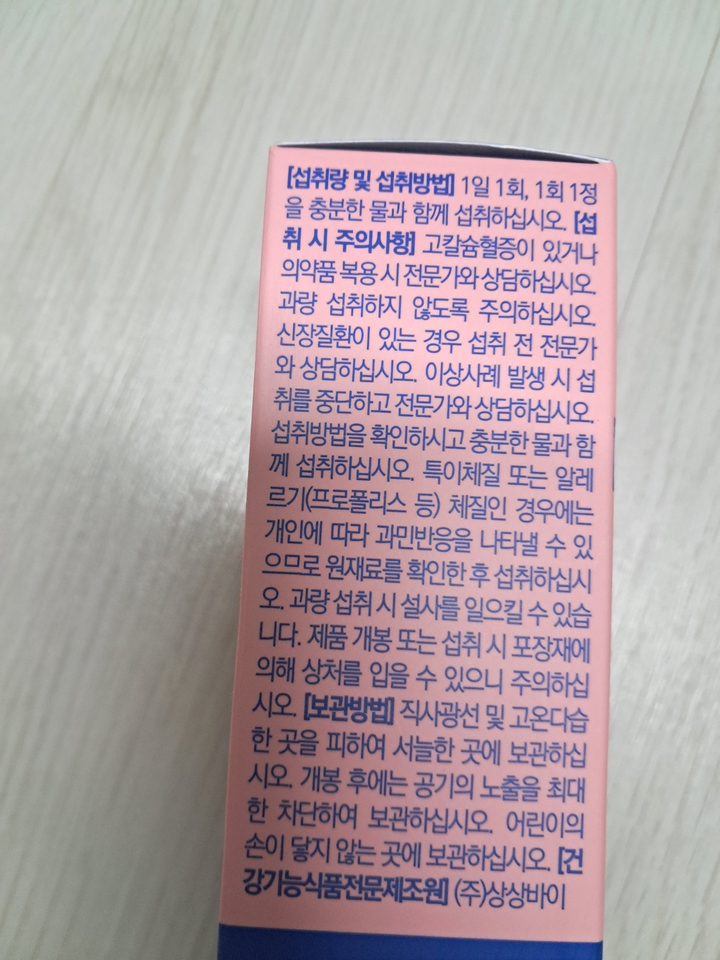 [섭취량 및 섭취방법] 1일 1회, 1회 1정
을 충분한 물과 함께 섭취하십시오. [섭
취 시 주의사항] 고칼슘혈증이 있거나
의약품 복용 시 전문가와 상담하십시오.
과량 섭취하지 않도록 주의하십시오.
신장질환이 있는 경우 섭취 전 전문가
와 상담하십시오. 이상사례 발생 시 섭
취를 중단하고 전문가와 상담하십시오.
섭취방법을 확인하시고 충분한 물과 함
께 섭취하십시오. 특이체질 또는 알레
르기(프로폴리스 등) 체질인 경우에는
개인에 따라 과민반응을 나타낼 수 있
으므로 원재료를 확인한 후 섭취하십시
오. 과량 섭취 시 설사를 일으킬 수 있습
니다. 제품 개봉 또는 섭취 시 포장재에
의해 상처를 입을 수 있으니 주의하십
시오. [보관방법] 직사광선 및 고온다습
한 곳을 피하여 서늘한 곳에 보관하십
시오. 개봉 후에는 공기의 노출을 최대
한 차단하여 보관하십시오. 어린이의
손이 닿지 않는 곳에 보관하십시오. [건
강기능식품전문제조원] (주)상상바이